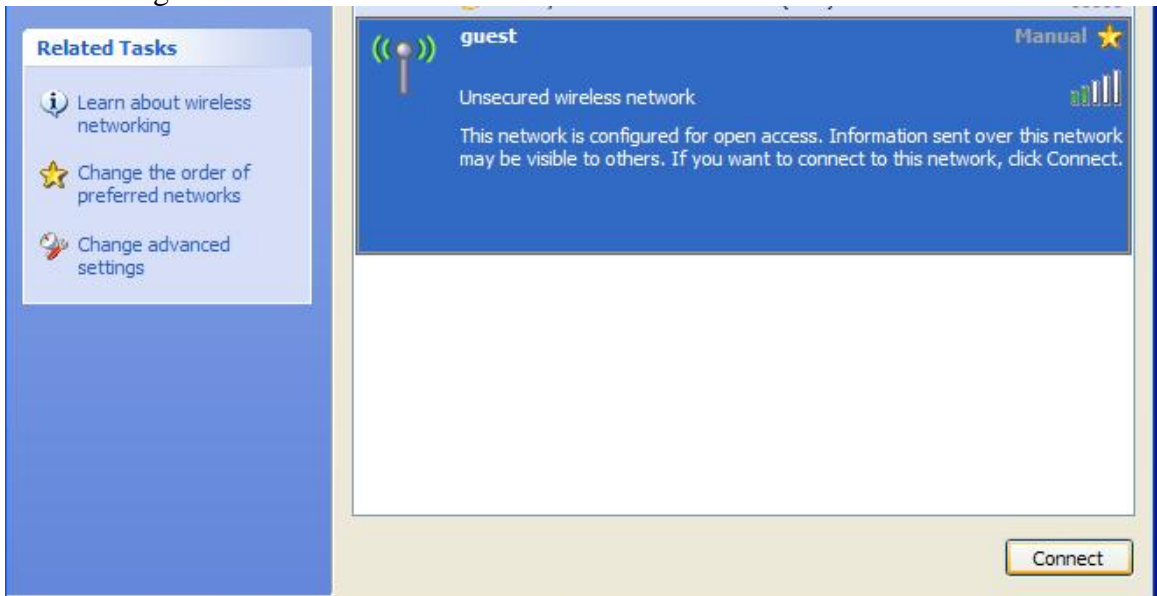 Related Tasks
Learn about wireless
networking
Change the order of
preferred networks
Change advanced
settings
guest
Manual
Unsecured wireless network
This network is configured for open access. Information sent over this network
may be visible to others. If you want to connect to this network, click Connect.
Connect